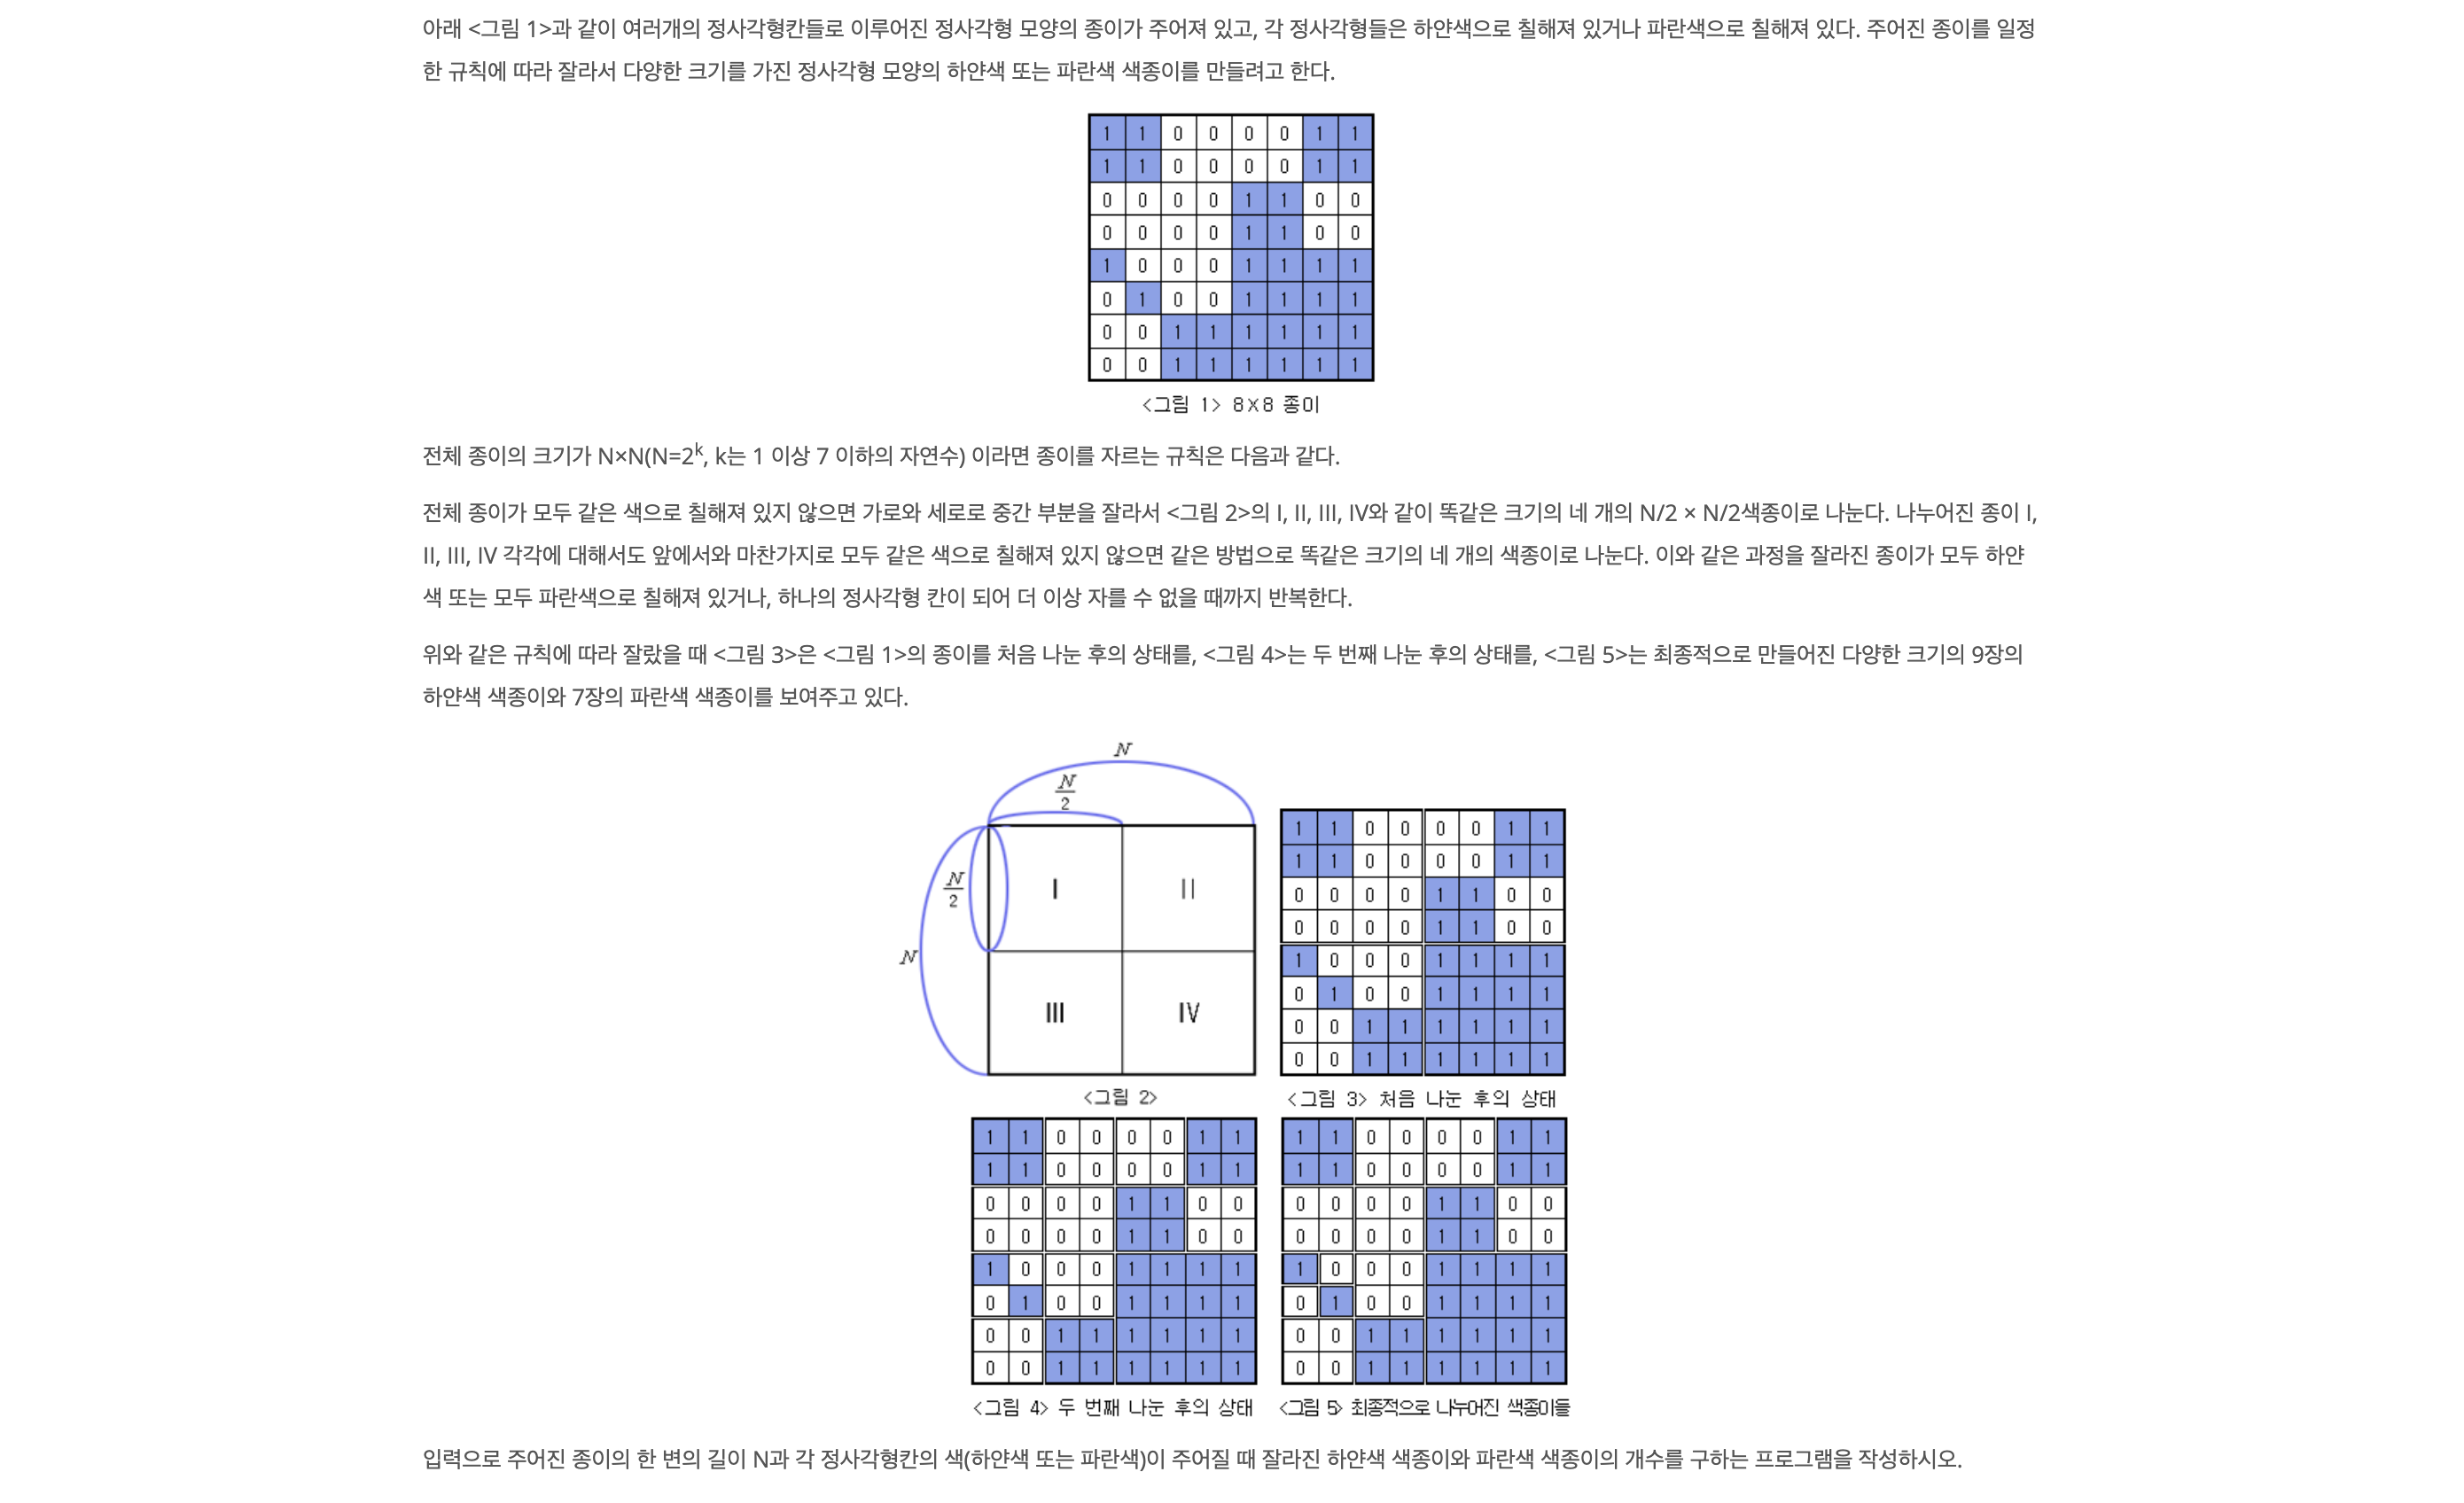 아래 <그림 1>과 같이 여러개의 정사각형칸들로 이루어진 정사각형 모양의 종이가 주어져 있고, 각 정사각형들은 하얀색으로 칠해져 있거나 파란색으로 칠해져 있다. 주어진 종이를 일정
한 규칙에 따라 잘라서 다양한 크기를 가진 정사각형 모양의 하얀색 또는 파란색 색종이를 만들려고 한다.
1 1 0 0 0 0 1 1
1 1 0 0 0 0 1 1
0 0 0 0 1 1 0 0
0 0 0 0 1 1 0 0
1 0 0 0 1 1 1 1
0 1 0 0 1 1 1 1
0 0 1 1 1 1 1 1
0 0 1 1 1 1 1 1
<그림 1> 8X8 종이
전체 종이의 크기가 N×N(N=2k, k는 1 이상 7 이하의 자연수) 이라면 종이를 자르는 규칙은 다음과 같다.
전체 종이가 모두 같은 색으로 칠해져 있지 않으면 가로와 세로로 중간 부분을 잘라서 <그림 2>의 I, II, III, IV와 같이 똑같은 크기의 네 개의 N/2 × N/2색종이로 나눈다. 나누어진 종이 I,
II, III, IV 각각에 대해서도 앞에서와 마찬가지로 모두 같은 색으로 칠해져 있지 않으면 같은 방법으로 똑같은 크기의 네 개의 색종이로 나눈다. 이와 같은 과정을 잘라진 종이가 모두 하얀
색 또는 모두 파란색으로 칠해져 있거나, 하나의 정사각형 칸이 되어 더 이상 자를 수 없을 때까지 반복한다.
위와 같은 규칙에 따라 잘랐을 때 <그림 3>은 <그림 1>의 종이를 처음 나눈 후의 상태를, <그림 4>는 두 번째 나눈 후의 상태를, <그림 5>는 최종적으로 만들어진 다양한 크기의 9장의
하얀색 색종이와 7장의 파란색 색종이를 보여주고 있다.
N
N
2
N
2
N
I II
III IV
<그림 2>
1 1 0 0 0 0 1 1
1 1 0 0 0 0 1 1
0 0 0 0 1 1 0 0
0 0 0 0 1 1 0 0
1 0 0 0 1 1 1 1
0 1 0 0 1 1 1 1
0 0 1 1 1 1 1 1
0 0 1 1 1 1 1 1
<그림 3> 처음 나눈 후의 상태
1 1 0 0 0 0 1 1
1 1 0 0 0 0 1 1
0 0 0 0 1 1 0 0
0 0 0 0 1 1 0 0
1 0 0 0 1 1 1 1
0 1 0 0 1 1 1 1
0 0 1 1 1 1 1 1
0 0 1 1 1 1 1 1
<그림 4> 두 번째 나눈 후의 상태
1 1 0 0 0 0 1 1
1 1 0 0 0 0 1 1
0 0 0 0 1 1 0 0
0 0 0 0 1 1 0 0
1 0 0 0 1 1 1 1
0 1 0 0 1 1 1 1
0 0 1 1 1 1 1 1
0 0 1 1 1 1 1 1
<그림 5> 최종적으로 나누어진 색종이들
입력으로 주어진 종이의 한 변의 길이 N과 각 정사각형칸의 색(하얀색 또는 파란색)이 주어질 때 잘라진 하얀색 색종이와 파란색 색종이의 개수를 구하는 프로그램을 작성하시오.